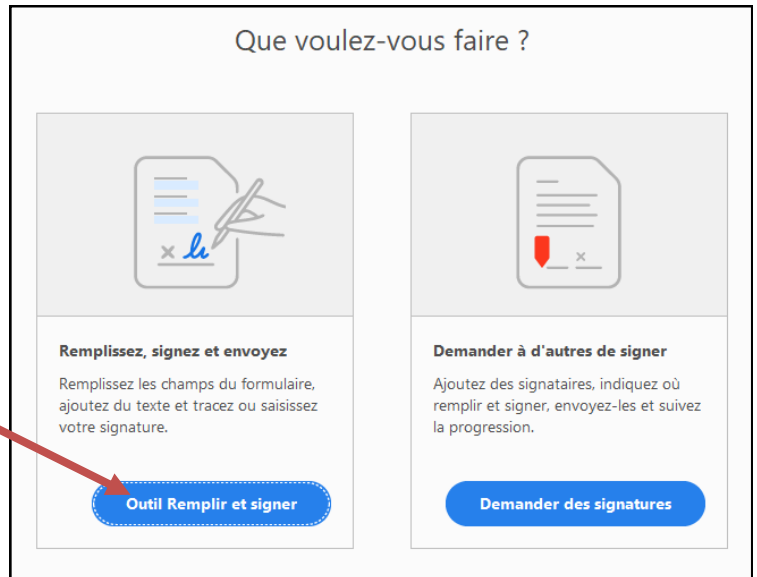 Que voulez-vous faire ?
Remplissez, signez et envoyez
Remplissez les champs du formulaire,
ajoutez du texte et tracez ou saisissez
votre signature.
Outil Remplir et signer
Demander à d'autres de signer
Ajoutez des signataires, indiquez où
remplir et signer, envoyez-les et suivez
la progression.
Demander des signatures